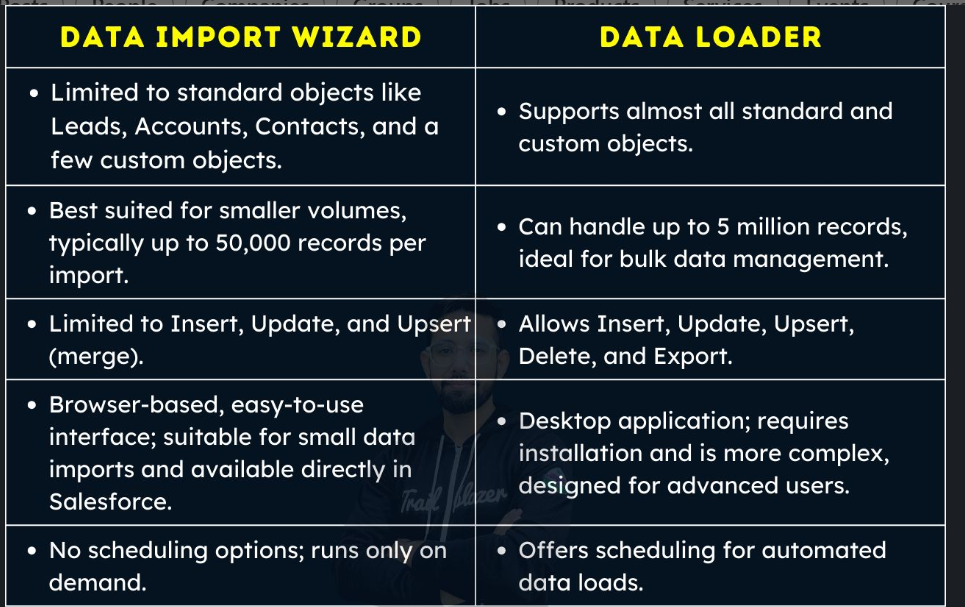 DATA IMPORT WIZARD
DATA LOADER
• Limited to standard objects like
Leads, Accounts, Contacts, and a
few custom objects.
• Supports almost all standard and
custom objects.
• Best suited for smaller volumes,
typically up to 50,000 records per
import.
• Can handle up to 5 million records,
ideal for bulk data management.
• Limited to Insert, Update, and Upsert
(merge).
• Allows Insert, Update, Upsert,
Delete, and Export.
• Browser-based, easy-to-use
interface; suitable for small data
imports and available directly in
Salesforce.
• Desktop application; requires
installation and is more complex,
designed for advanced users.
Trail blazer
• No scheduling options; runs only on
demand.
• Offers scheduling for automated
data loads.